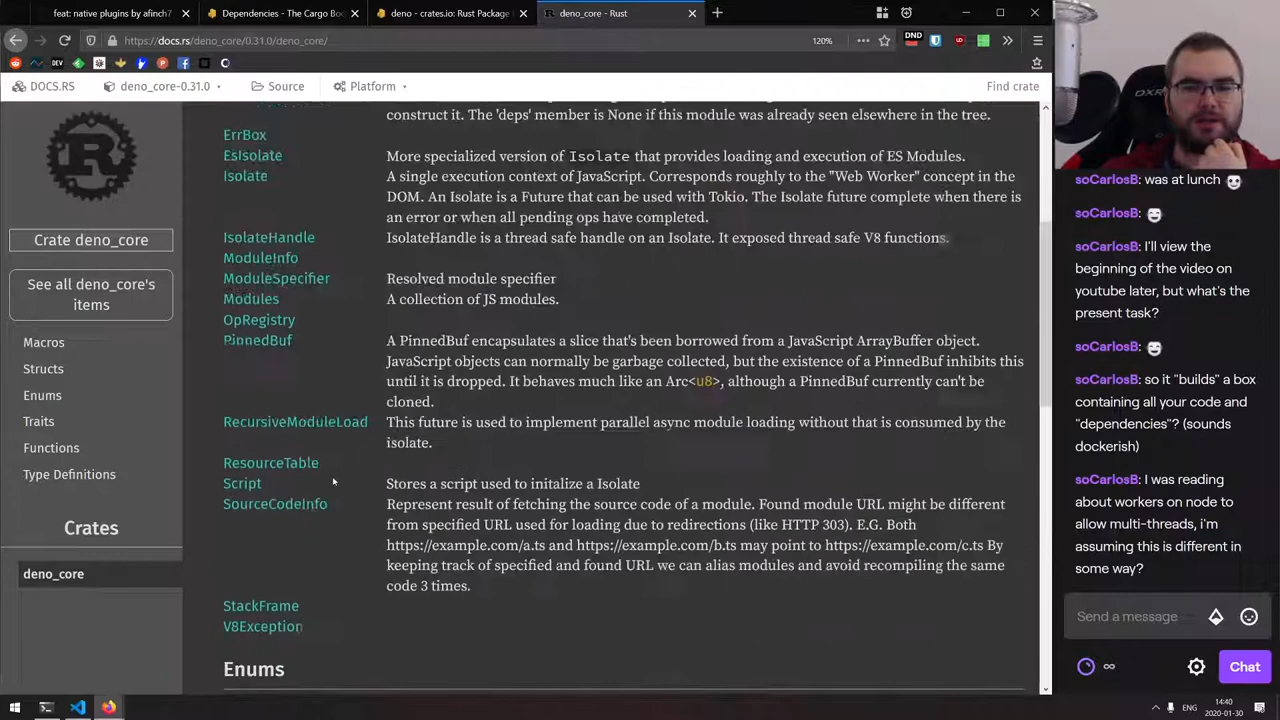 feat: native plugins by afinch7
Dependencies - The Cargo Boo
deno - crates.io: Rust Package
deno_core - Rust
https://docs.rs/deno_core/0.31.0/deno_core/
120%
DND
DOCS.RS
deno_core-0.31.0
Source
Platform
Find crate
construct it. The 'deps' member is None if this module was already seen elsewhere in the tree.
ErrBox
EsIsolate
More specialized version of Isolate that provides loading and execution of ES Modules.
Isolate
A single execution context of JavaScript. Corresponds roughly to the "Web Worker" concept in the
DOM. An Isolate is a Future that can be used with Tokio. The Isolate future complete when there is
an error or when all pending ops have completed.
IsolateHandle
IsolateHandle is a thread safe handle on an Isolate. It exposed thread safe V8 functions.
ModuleInfo
ModuleSpecifier
Resolved module specifier
Modules
A collection of JS modules.
OpRegistry
PinnedBuf
A PinnedBuf encapsulates a slice that's been borrowed from a JavaScript ArrayBuffer object.
JavaScript objects can normally be garbage collected, but the existence of a PinnedBuf inhibits this
until it is dropped. It behaves much like an Arc<u8>, although a PinnedBuf currently can't be
cloned.
RecursiveModuleLoad
This future is used to implement parallel async module loading without that is consumed by the
isolate.
ResourceTable
Script
Stores a script used to initalize a Isolate
SourceCodeInfo
Represent result of fetching the source code of a module. Found module URL might be different
from specified URL used for loading due to redirections (like HTTP 303). E.G. Both
https://example.com/a.ts and https://example.com/b.ts may point to https://example.com/c.ts By
keeping track of specified and found URL we can alias modules and avoid recompiling the same
code 3 times.
StackFrame
V8Exception
Enums
Crate deno_core
See all deno_core's
items
Macros
Structs
Enums
Traits
Functions
Type Definitions
Crates
deno_core
DXR
soCarlosB: was at lunch
soCarlosB:
soCarlosB: I'll view the
beginning of the video on
youtube later, but what's the
present task?
soCarlosB:
soCarlosB: so it "builds" a box
containing all your code and
"dependencies"? (sounds
dockerish)
soCarlosB: I was reading
about workers on node to
allow multi-threads, i'm
assuming this is different in
some way?
Send a message
Chat
ENG
14:40
2020-01-30